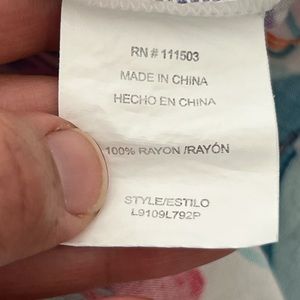 RN # 111503
MADE IN CHINA
HECHO EN CHINA
100% RAYON /RAYÓN
STYLE/ESTILO
L9109L792P